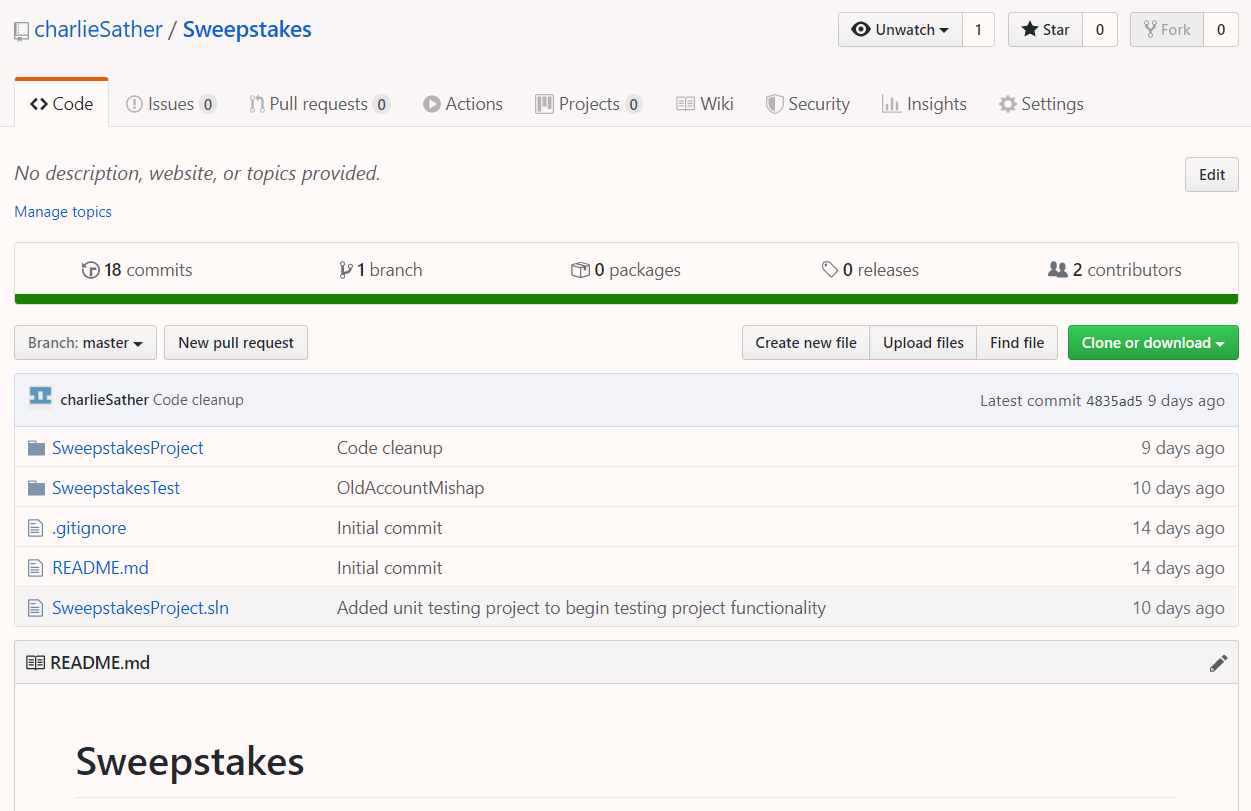 charlieSather / Sweepstakes Unwatch 1 Star 0 Fork 0
Code Issues 0 Pull requests 0 Actions Projects 0 Wiki Security Insights Settings
No description, website, or topics provided. Edit
Manage topics
18 commits 1 branch 0 packages 0 releases 2 contributors
Branch: master New pull request Create new file Upload files Find file Clone or download
charlieSather Code cleanup Latest commit 4835ad5 9 days ago
SweepstakesProject Code cleanup 9 days ago
SweepstakesTest OldAccountMishap 10 days ago
.gitignore Initial commit 14 days ago
README.md Initial commit 14 days ago
SweepstakesProject.sln Added unit testing project to begin testing project functionality 10 days ago
README.md
Sweepstakes